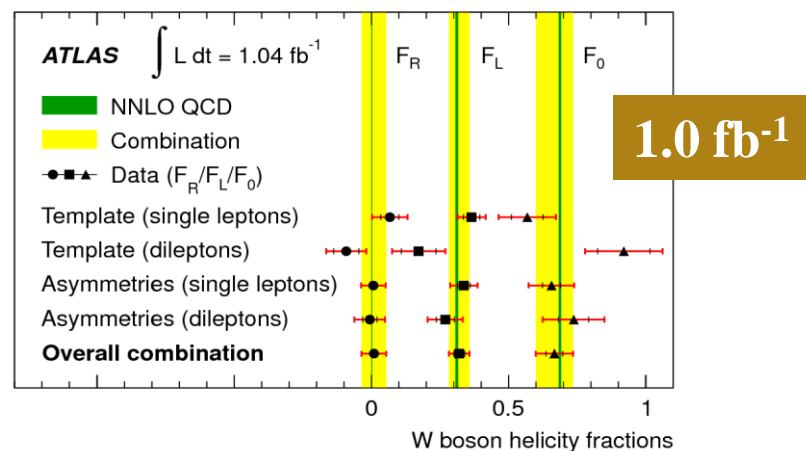 ATLAS ∫ L dt = 1.04 fb⁻¹ F_R F_L F_0
NNLO QCD
Combination
Data (F_R/F_L/F_0)
1.0 fb⁻¹
Template (single leptons)
Template (dileptons)
Asymmetries (single leptons)
Asymmetries (dileptons)
Overall combination
0 0.5 1
W boson helicity fractions